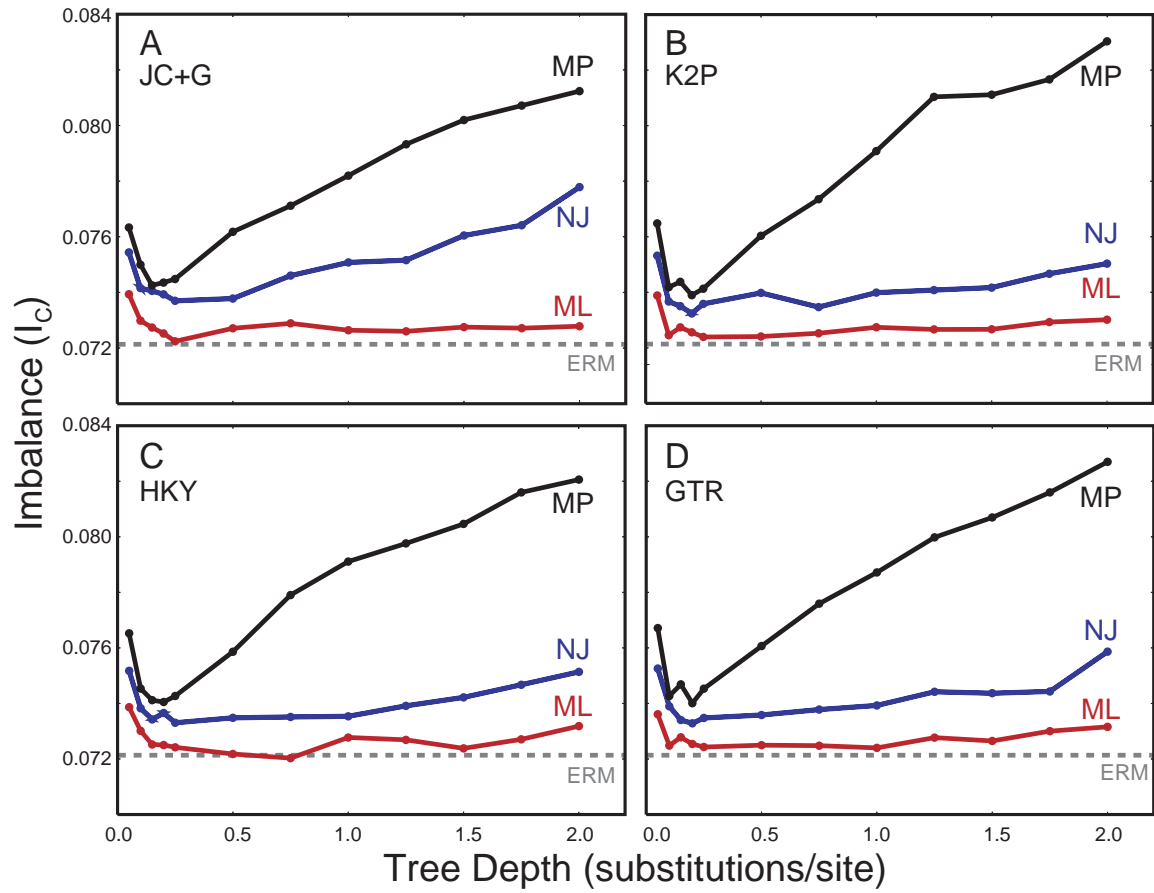 0.084
0.080
0.076
0.072
A
JC+G
MP
NJ
ML
ERM
B
K2P
MP
NJ
ML
ERM
0.084
0.080
0.076
0.072
C
HKY
MP
NJ
ML
ERM
D
GTR
MP
NJ
ML
ERM
0.0 0.5 1.0 1.5 2.0
0.0 0.5 1.0 1.5 2.0
Imbalance (I_C)
Tree Depth (substitutions/site)